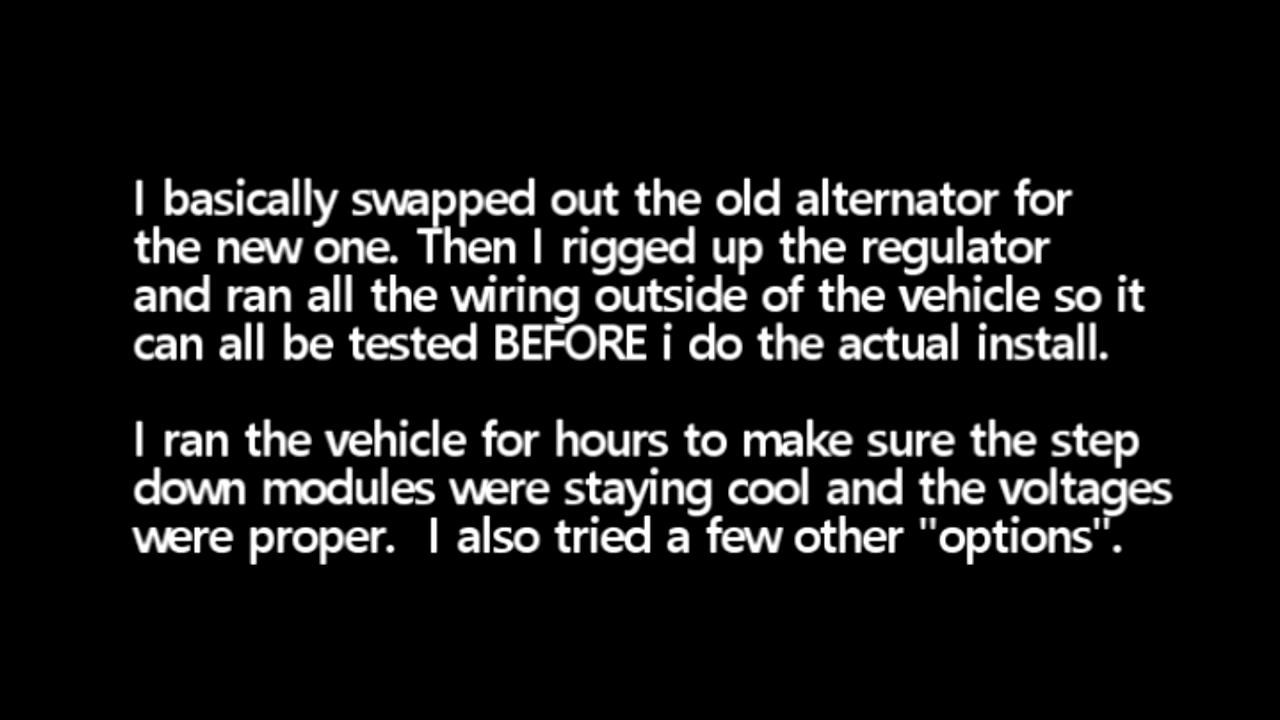 I basically swapped out the old alternator for
the new one. Then I rigged up the regulator
and ran all the wiring outside of the vehicle so it
can all be tested BEFORE i do the actual install.
I ran the vehicle for hours to make sure the step
down modules were staying cool and the voltages
were proper.  I also tried a few other "options".